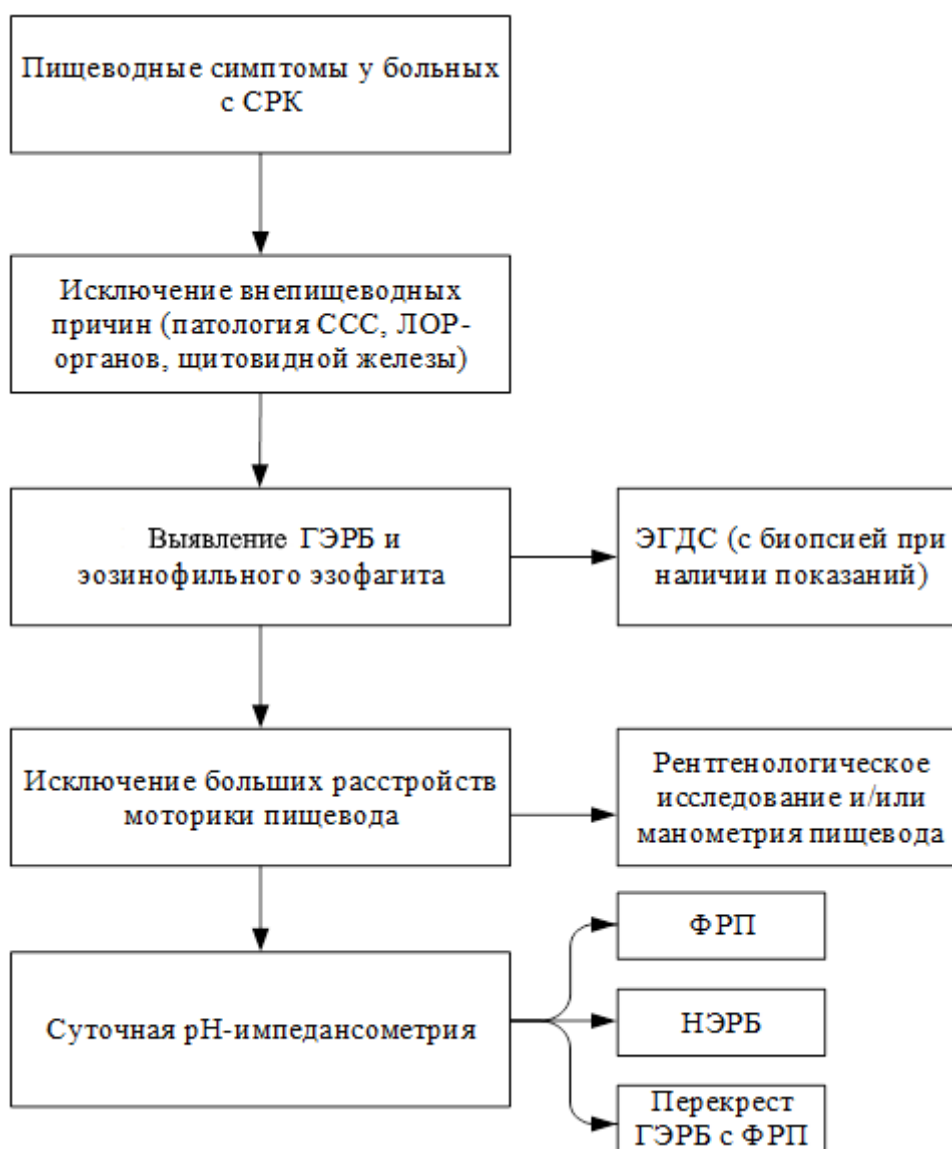 Пищеводные симптомы у больных
с СРК
Исключение внепищеводных
причин (патология ССС, ЛОР-
органов, щитовидной железы)
Выявление ГЭРБ и
эозинофильного эзофагита
ЭГДС (с биопсией при
наличии показаний)
Исключение больших расстройств
моторики пищевода
Рентгенологическое
исследование и/или
манометрия пищевода
Суточная рН-импедансометрия
ФРП
НЭРБ
Перекрест
ГЭРБ с ФРП